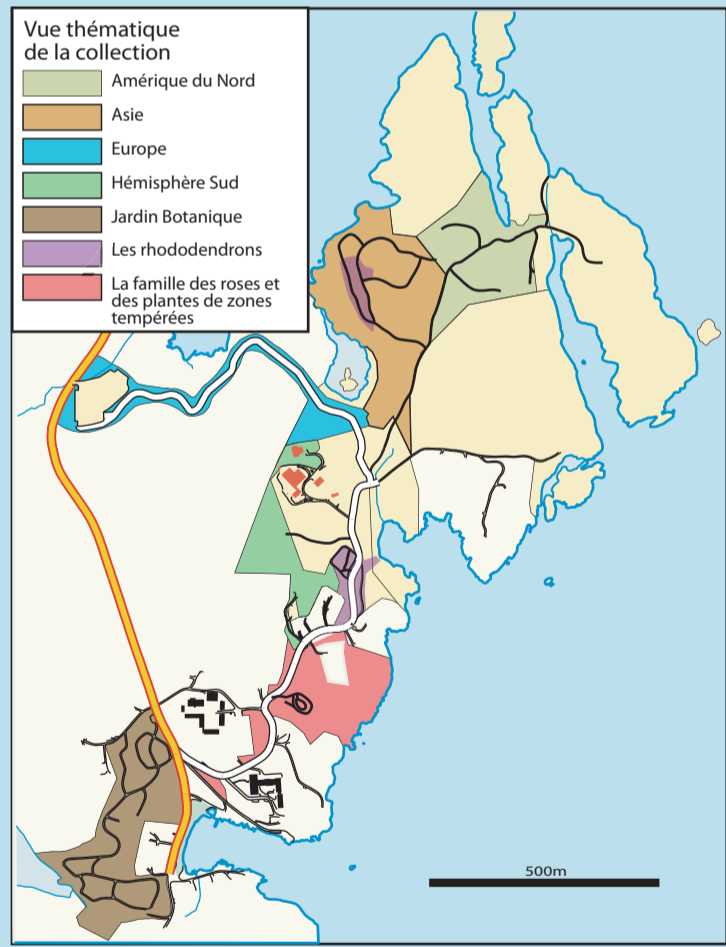 Vue thématique
de la collection
Amérique du Nord
Asie
Europe
Hémisphère Sud
Jardin Botanique
Les rhododendrons
La famille des roses et
des plantes de zones
tempérées
500m